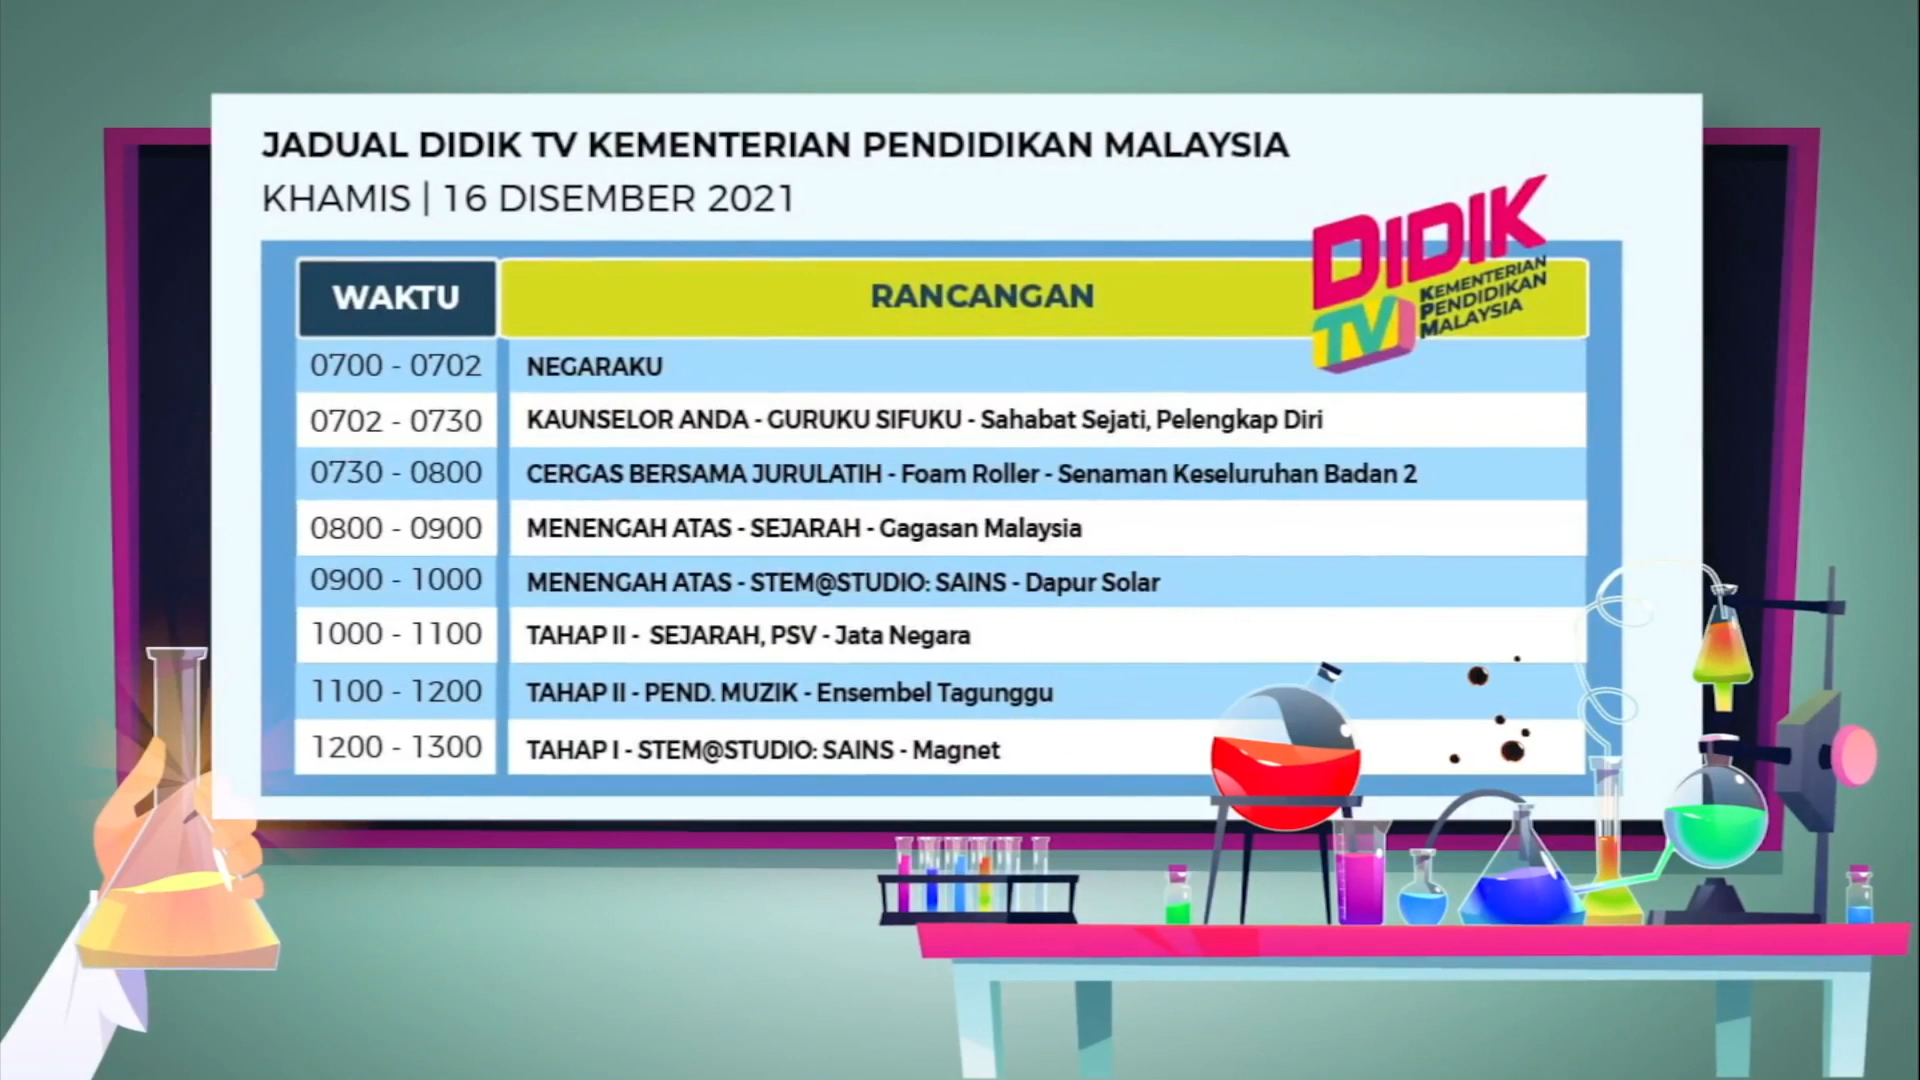 JADUAL DIDIK TV KEMENTERIAN PENDIDIKAN MALAYSIA
KHAMIS | 16 DISEMBER 2021
DIDIK
TV
KEMENTERIAN
PENDIDIKAN
MALAYSIA
WAKTU RANCANGAN
0700 - 0702 NEGARAKU
0702 - 0730 KAUNSELOR ANDA - GURUKU SIFUKU - Sahabat Sejati, Pelengkap Diri
0730 - 0800 CERGAS BERSAMA JURULATIH - Foam Roller - Senaman Keseluruhan Badan 2
0800 - 0900 MENENGAH ATAS - SEJARAH - Gagasan Malaysia
0900 - 1000 MENENGAH ATAS - STEM@STUDIO: SAINS - Dapur Solar
1000 - 1100 TAHAP II - SEJARAH, PSV - Jata Negara
1100 - 1200 TAHAP II - PEND. MUZIK - Ensembel Tagunggu
1200 - 1300 TAHAP I - STEM@STUDIO: SAINS - Magnet